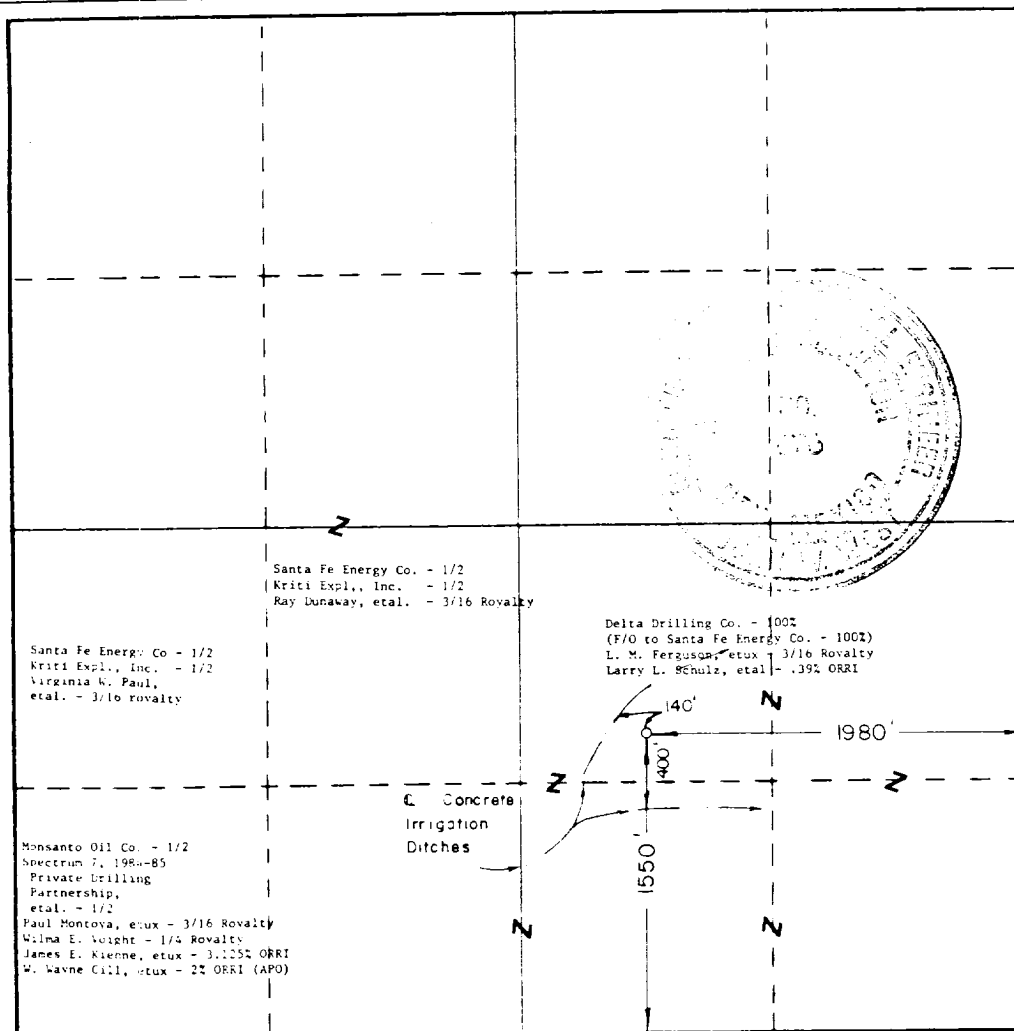 Santa Fe Energy Co. - 1/2
Kriti Expl., Inc. - 1/2
Ray Dunaway, etal. - 3/16 Royalty
Delta Drilling Co. - 100%
(F/O to Santa Fe Energy Co. - 100%)
L. M. Ferguson, etux - 3/16 Royalty
Larry L. Schulz, etal - .39% ORRI
Santa Fe Energy Co - 1/2
Kriti Expl., Inc. - 1/2
Virginia W. Paul,
etal. - 3/16 royalty
140'
1980'
400'
℄ Concrete
Irrigation
Ditches
1550'
Monsanto Oil Co. - 1/2
Spectrum 7, 1984-85
Private Drilling
Partnership,
etal. - 1/2
Paul Montoya, etux - 3/16 Royalty
Wilma E. - 1/4 Royalty
James E. - 3.125% ORRI
W. Wayne etux - 2% ORRI (APO)